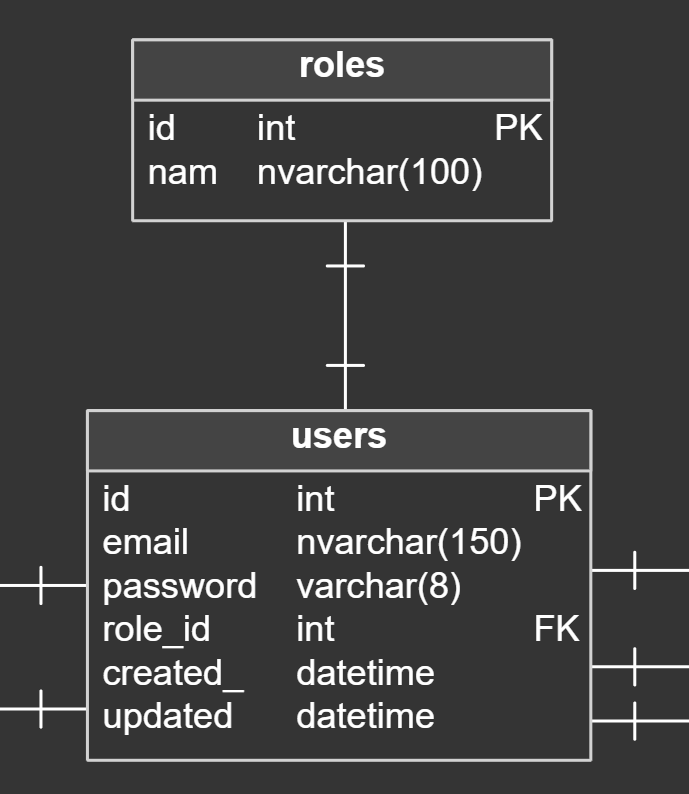 roles
id int PK
nam nvarchar(100)
users
id int PK
email nvarchar(150)
password varchar(8)
role_id int FK
created_ datetime
updated datetime